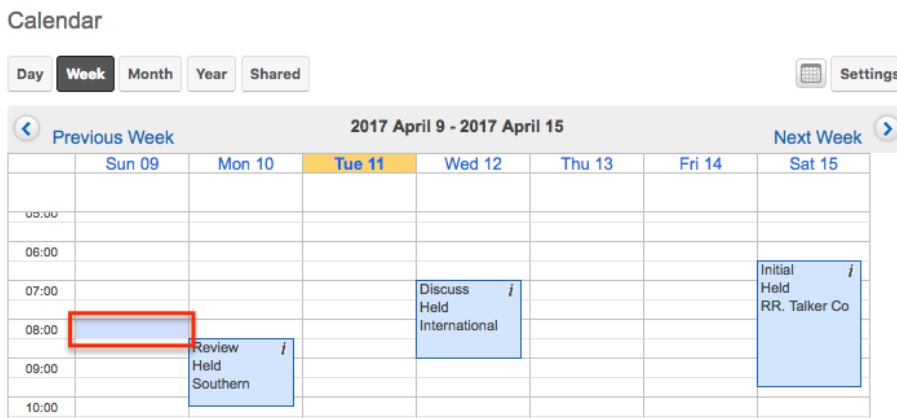 Calendar
Day Week Month Year Shared Settings
Previous Week 2017 April 9 - 2017 April 15 Next Week
Sun 09 Mon 10 Tue 11 Wed 12 Thu 13 Fri 14 Sat 15
05:00
06:00
Initial i
07:00 Discuss i Held
Held RR. Talker Co
08:00 International
Review i
09:00 Held
Southern
10:00